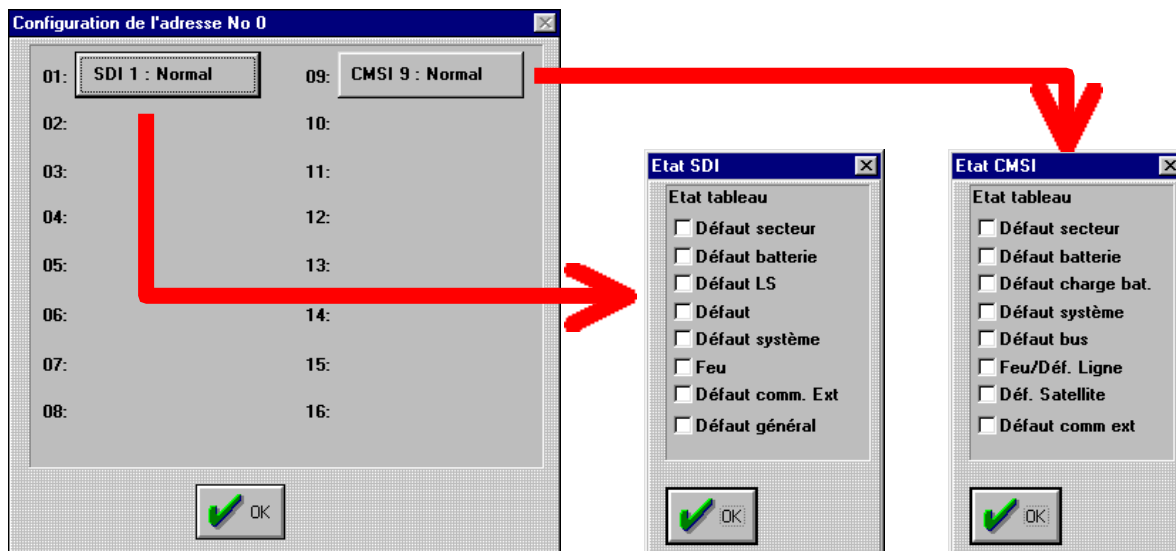 Configuration de l'adresse No 0
01: SDI 1 : Normal
02:
03:
04:
05:
06:
07:
08:
09: CMSI 9 : Normal
10:
11:
12:
13:
14:
15:
16:
OK
Etat SDI
Etat tableau
Défaut secteur
Défaut batterie
Défaut LS
Défaut
Défaut système
Feu
Défaut comm. Ext
Défaut général
OK
Etat CMSI
Etat tableau
Défaut secteur
Défaut batterie
Défaut charge bat.
Défaut système
Défaut bus
Feu/Déf. Ligne
Déf. Satellite
Défaut comm ext
OK